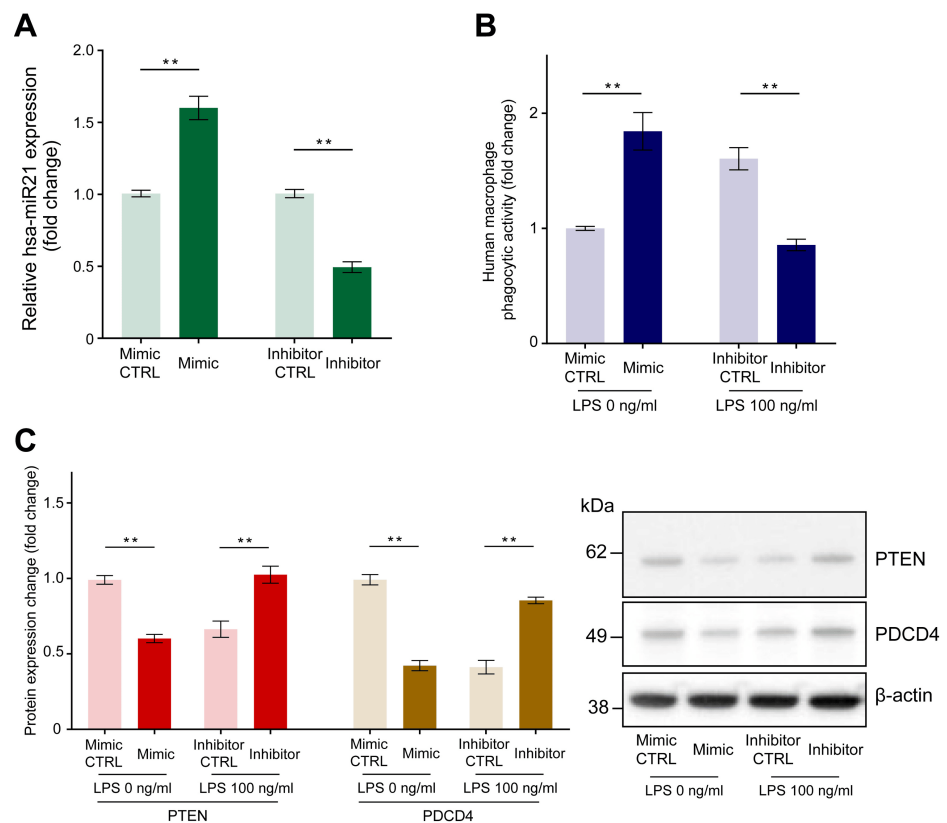 A
Relative hsa-miR21 expression
(fold change)
2.0
1.5
1.0
0.5
0
**
**
Mimic
CTRL
Mimic
Inhibitor
CTRL
Inhibitor
B
Human macrophage
phagocytic activity (fold change)
2
1
0
**
**
Mimic
CTRL
Mimic
Inhibitor
CTRL
Inhibitor
LPS 0 ng/ml
LPS 100 ng/ml
C
Protein expression change (fold change)
1.5
1.0
0.5
0
**
**
**
**
Mimic
CTRL
Mimic
Inhibitor
CTRL
Inhibitor
Mimic
CTRL
Mimic
Inhibitor
CTRL
Inhibitor
LPS 0 ng/ml
LPS 100 ng/ml
LPS 0 ng/ml
LPS 100 ng/ml
PTEN
PDCD4
kDa
62
PTEN
49
PDCD4
38
β-actin
Mimic
CTRL
Mimic
Inhibitor
CTRL
Inhibitor
LPS 0 ng/ml
LPS 100 ng/ml